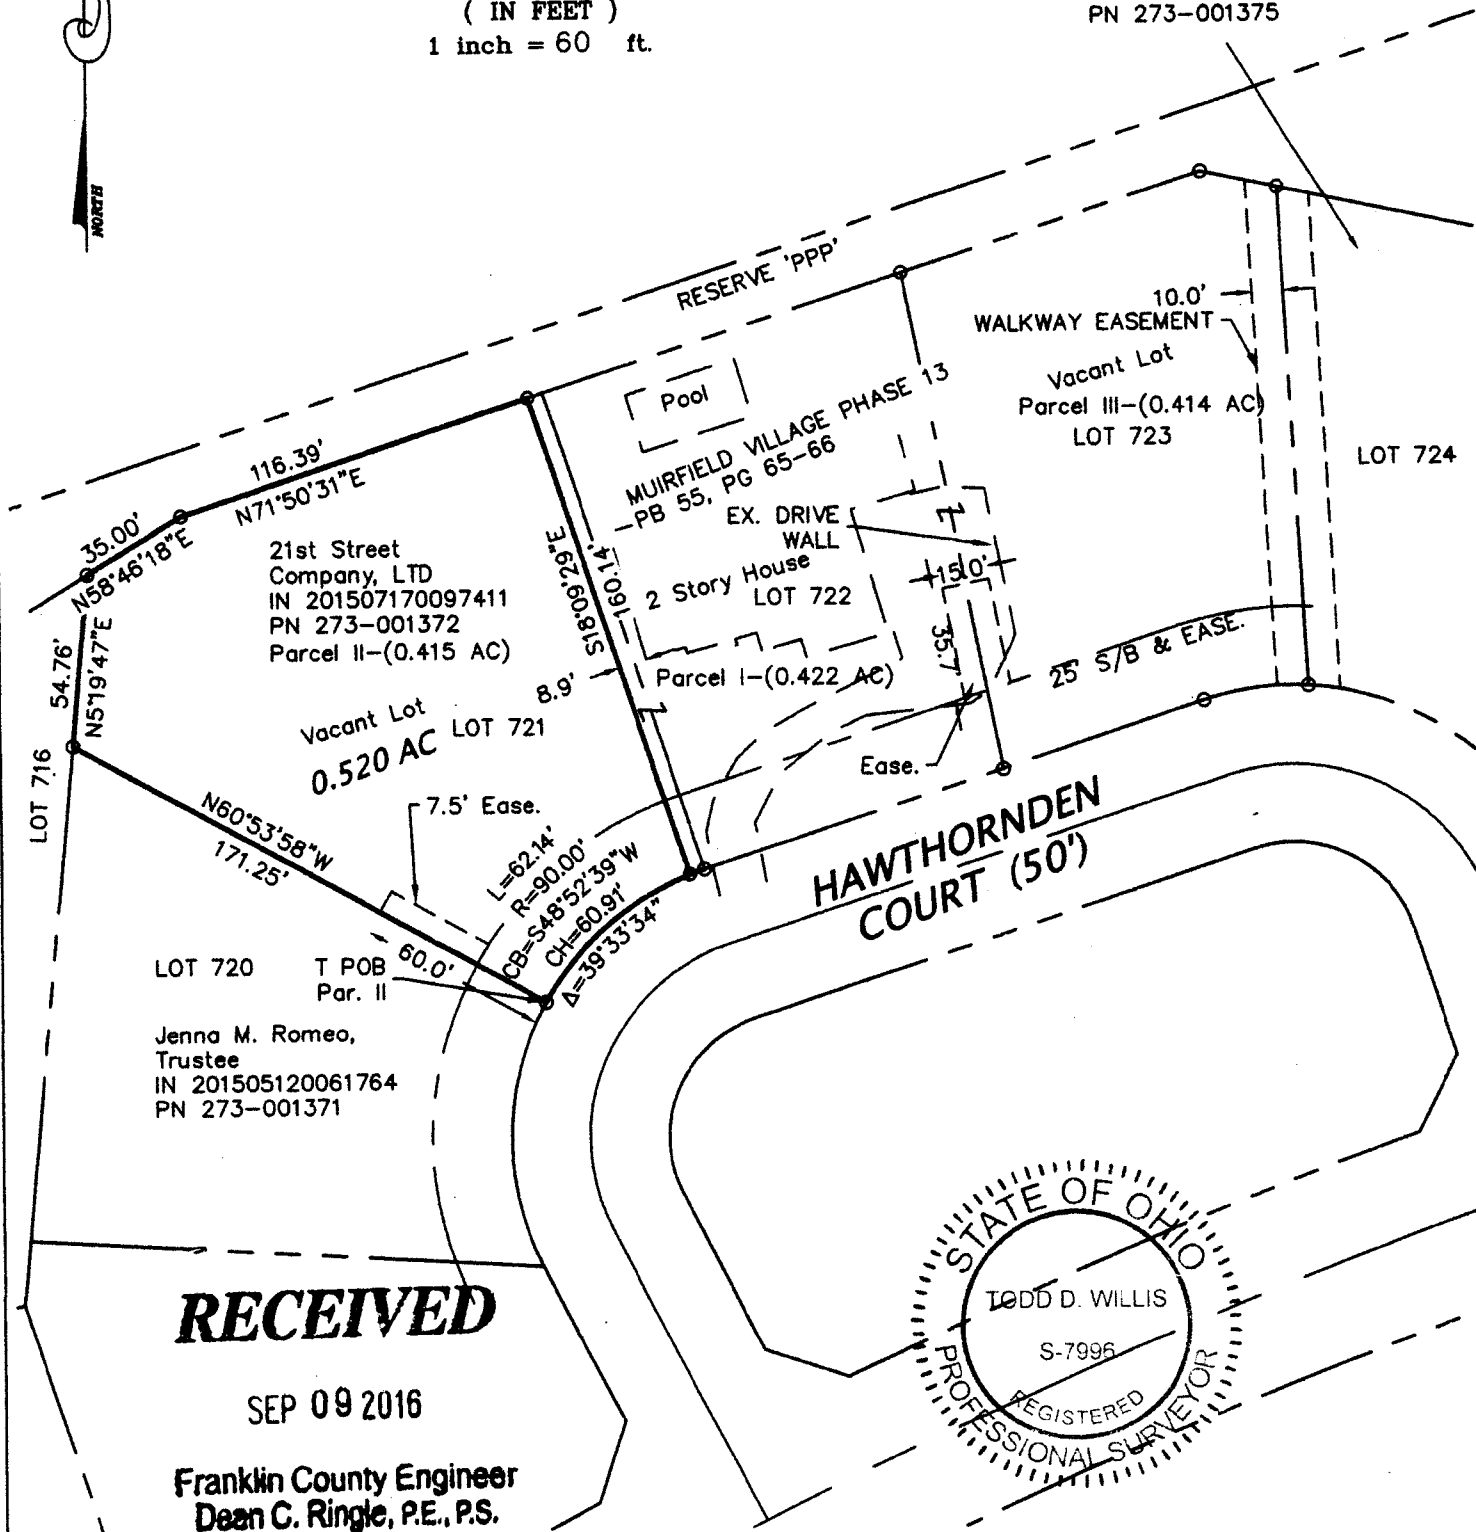 ( IN FEET )
1 inch = 60 ft.
PN 273-001375
NORTH
RESERVE 'PPP'
10.0'
WALKWAY EASEMENT
Vacant Lot
Parcel III-(0.414 AC)
LOT 723
LOT 724
Pool
MUIRFIELD VILLAGE PHASE 13
PB 55, PG 65-66
EX. DRIVE
WALL
2 Story House
LOT 722
Parcel I-(0.422 AC)
15.0'
35.7'
25' S/B & EASE.
Ease.
116.39'
N71°50'31"E
35.00'
N58°46'18"E
54.76'
N5°19'47"E
21st Street
Company, LTD
IN 201507170097411
PN 273-001372
Parcel II-(0.415 AC)
S18°09'29"E
160.14'
8.9'
Vacant Lot
LOT 721
0.520 AC
LOT 716
N60°53'58"W
171.25'
7.5' Ease.
L=62.14'
R=90.00'
CB=S48°52'39"W
CH=60.91'
Δ=39°33'34"
60.0'
HAWTHORNDEN
COURT (50')
LOT 720
T POB
Par. II
Jenna M. Romeo,
Trustee
IN 201505120061764
PN 273-001371
RECEIVED
SEP 09 2016
Franklin County Engineer
Dean C. Ringle, P.E., P.S.
STATE OF OHIO
TODD D. WILLIS
S-7996
REGISTERED
PROFESSIONAL SURVEYOR